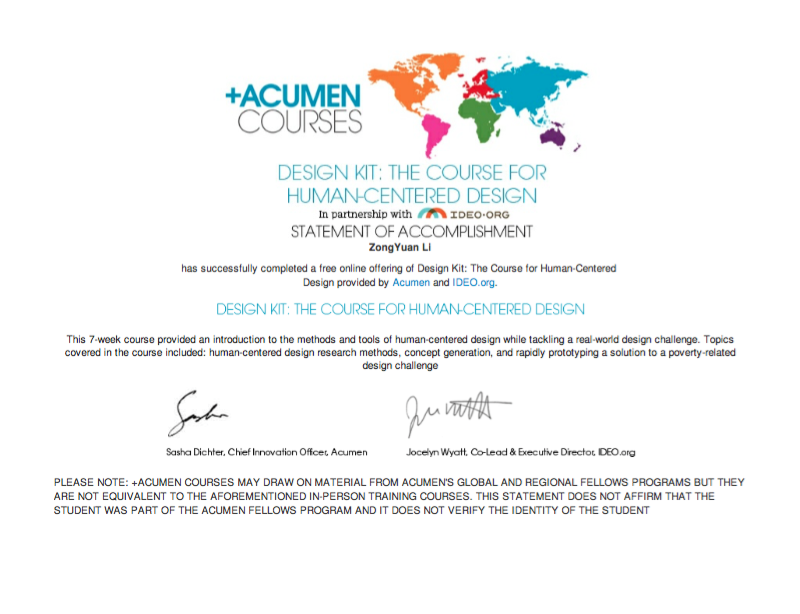 +ACUMEN
COURSES
DESIGN KIT: THE COURSE FOR
HUMAN-CENTERED DESIGN
In partnership with IDEO.ORG
STATEMENT OF ACCOMPLISHMENT
ZongYuan Li
has successfully completed a free online offering of Design Kit: The Course for Human-Centered
Design provided by Acumen and IDEO.org.
DESIGN KIT: THE COURSE FOR HUMAN-CENTERED DESIGN
This 7-week course provided an introduction to the methods and tools of human-centered design while tackling a real-world design challenge. Topics
covered in the course included: human-centered design research methods, concept generation, and rapidly prototyping a solution to a poverty-related
design challenge
Sasha
Sasha Dichter, Chief Innovation Officer, Acumen
Jocelyn Wyatt, Co-Lead & Executive Director, IDEO.org
PLEASE NOTE: +ACUMEN COURSES MAY DRAW ON MATERIAL FROM ACUMEN'S GLOBAL AND REGIONAL FELLOWS PROGRAMS BUT THEY
ARE NOT EQUIVALENT TO THE AFOREMENTIONED IN-PERSON TRAINING COURSES. THIS STATEMENT DOES NOT AFFIRM THAT THE
STUDENT WAS PART OF THE ACUMEN FELLOWS PROGRAM AND IT DOES NOT VERIFY THE IDENTITY OF THE STUDENT